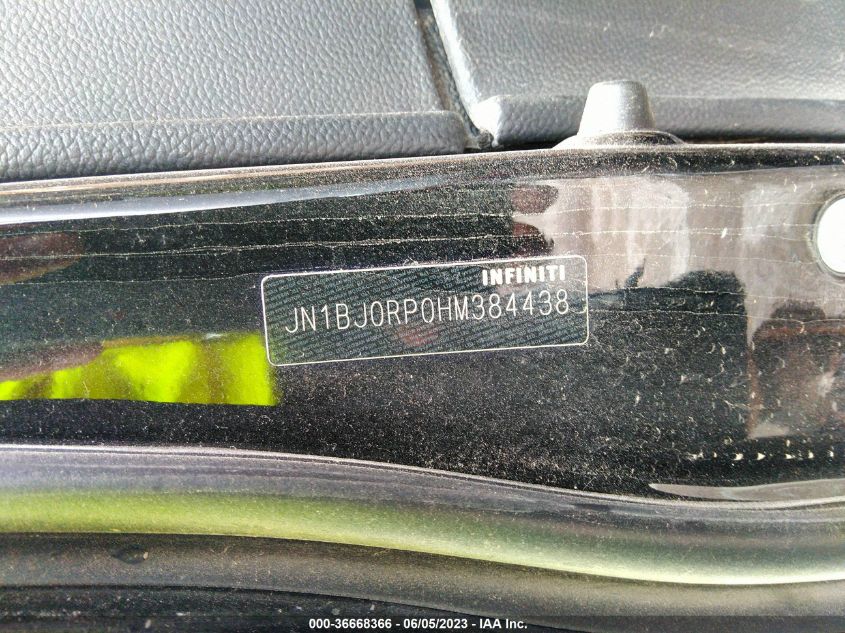 INFINITI
JN1BJ0RP0HM384438
000-36668366 - 06/05/2023 - IAA Inc.